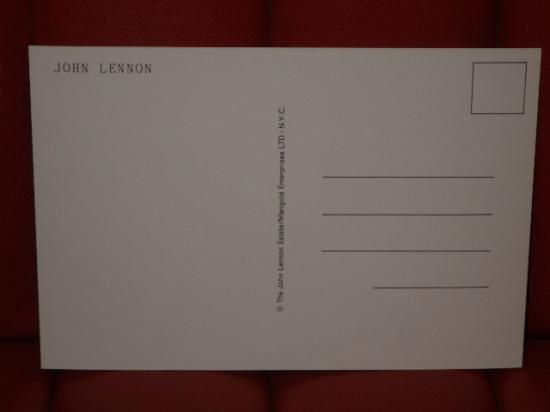 JOHN LENNON
© The John Lennon Estate/Marigold Enterprises LTD - N.Y.C.